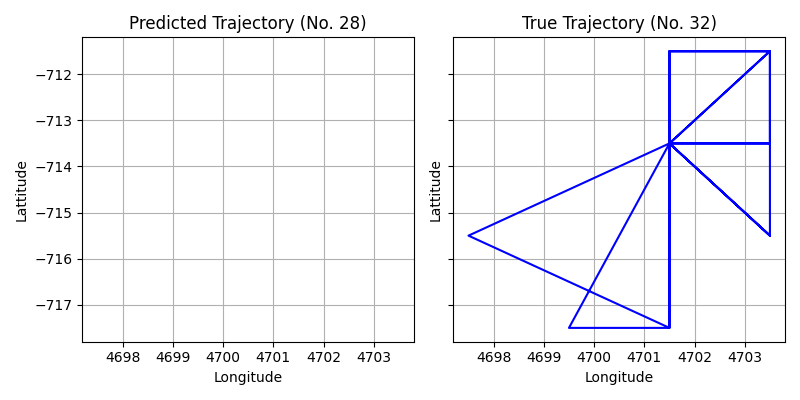 Predicted Trajectory (No. 28)
Lattitude
−712
−713
−714
−715
−716
−717
4698 4699 4700 4701 4702 4703
Longitude
True Trajectory (No. 32)
Lattitude
4698 4699 4700 4701 4702 4703
Longitude